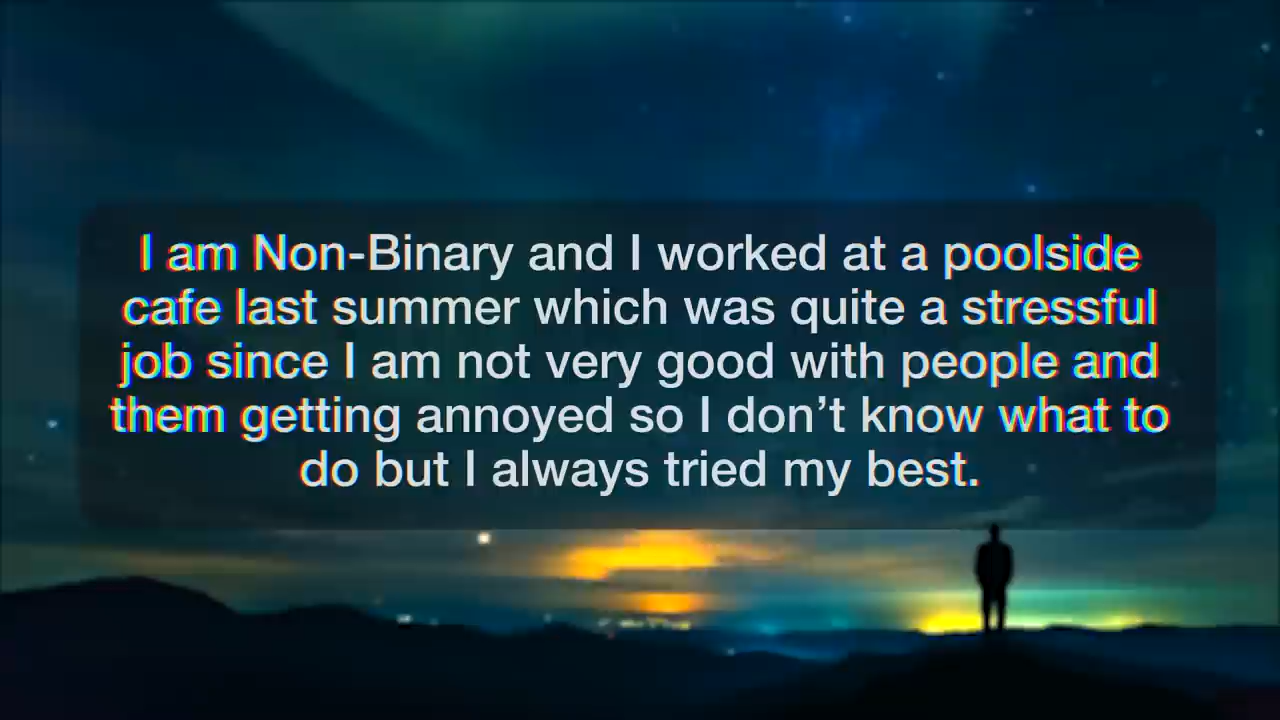 I am Non-Binary and I worked at a poolside
cafe last summer which was quite a stressful
job since I am not very good with people and
them getting annoyed so I don’t know what to
do but I always tried my best.